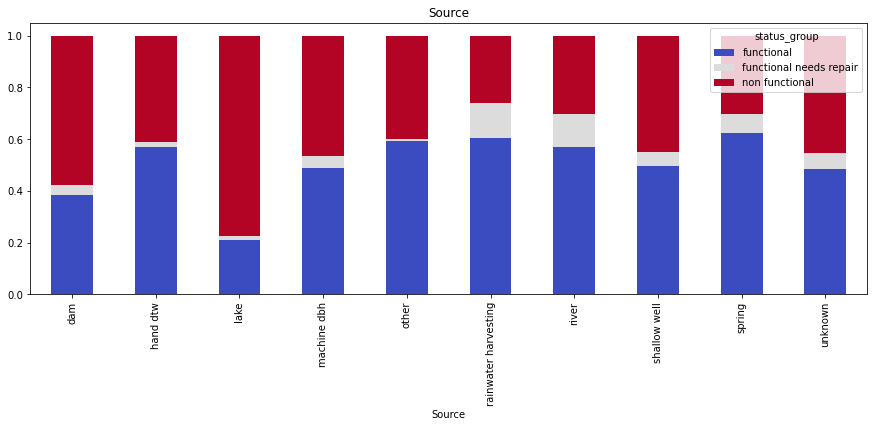 Source
status_group
functional
functional needs repair
non functional
1.0
0.8
0.6
0.4
0.2
0.0
dam
hand dtw
lake
machine dbh
other
rainwater harvesting
river
shallow well
spring
unknown
Source